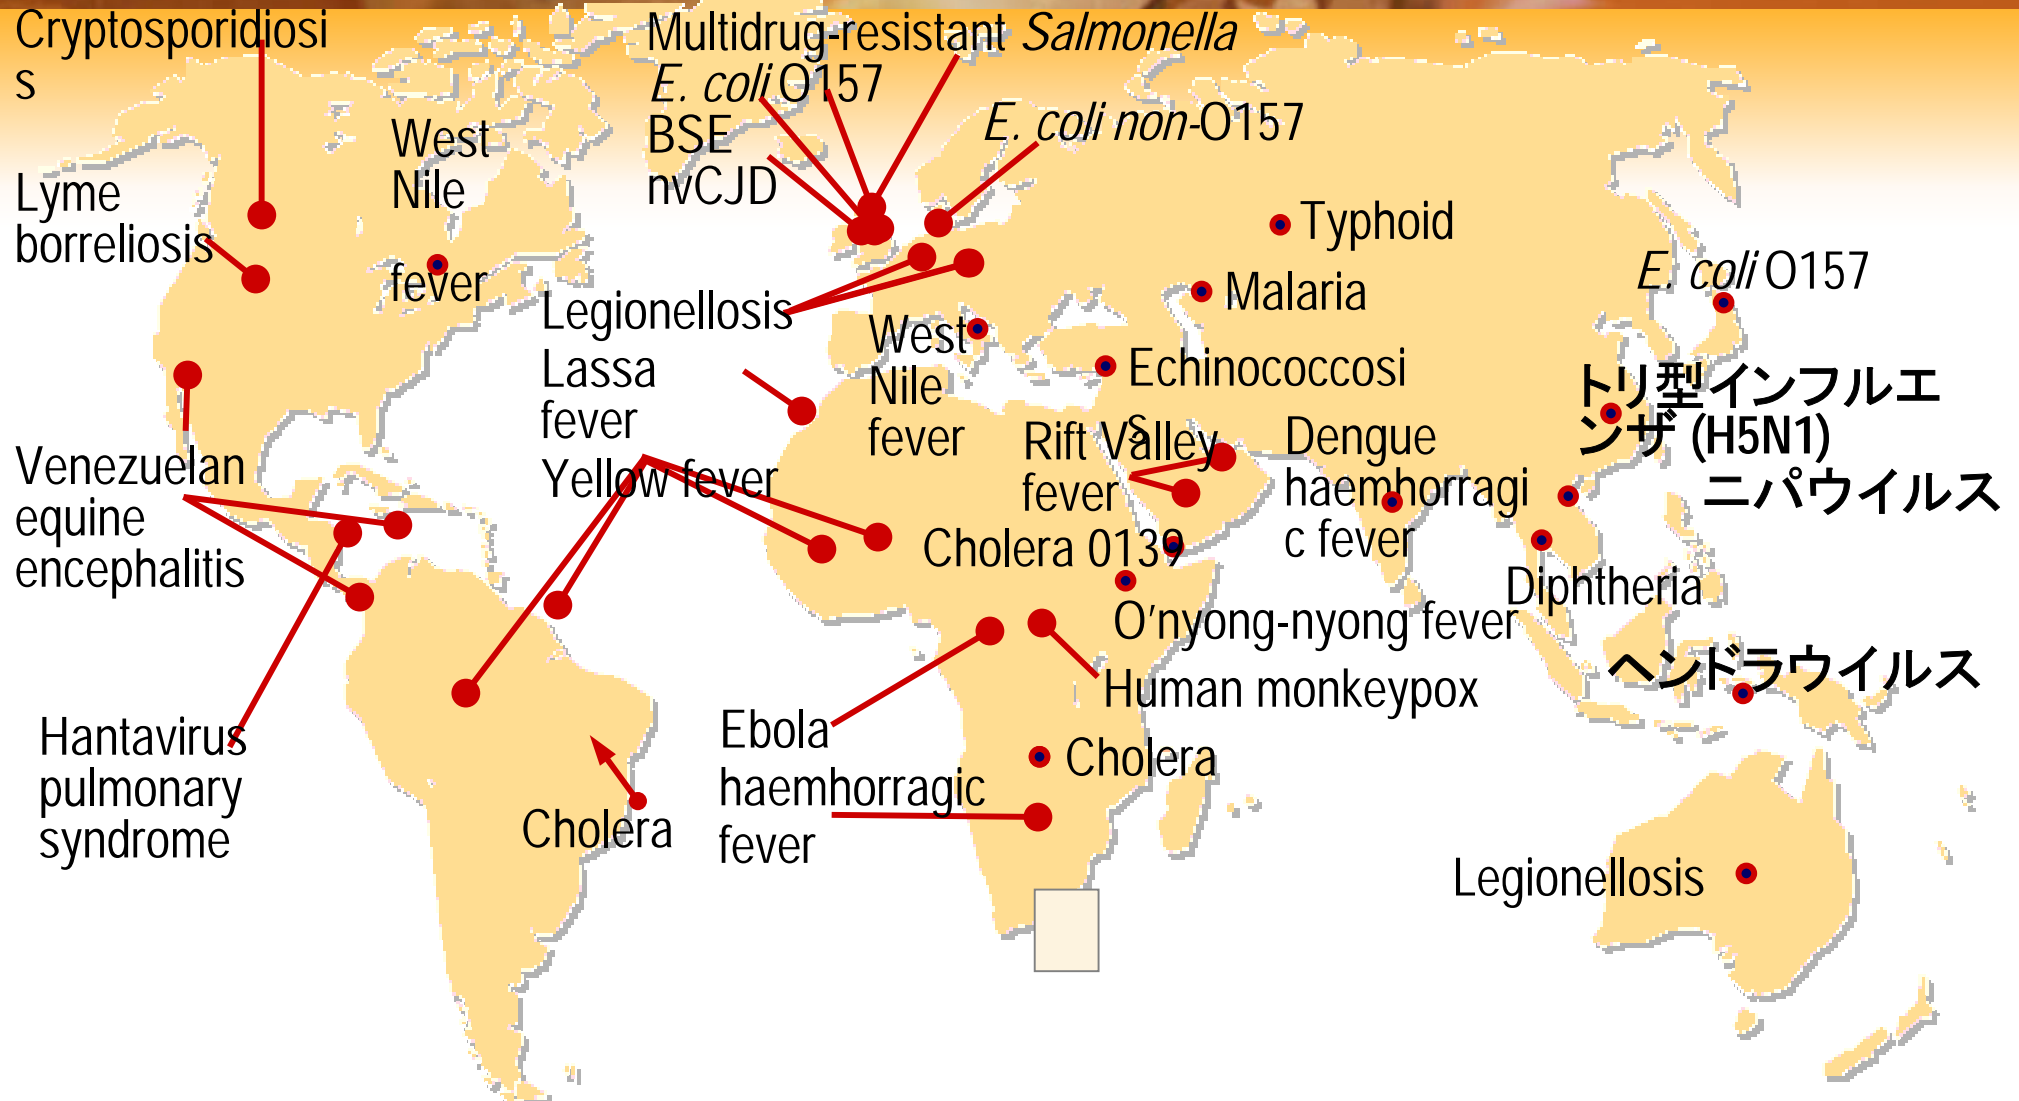 Cryptosporidiosi
s
Multidrug-resistant Salmonella
E. coli O157
BSE
nvCJD
E. coli non-O157
West
Nile
fever
Lyme
borreliosis
Typhoid
Malaria
E. coli O157
Legionellosis
Lassa
fever
Yellow fever
West
Nile
fever
Echinococcosi
s
トリ型インフルエ
ンザ (H5N1)
ニパウイルス
Rift Valley
fever
Dengue
haemhorragi
c fever
Venezuelan
equine
encephalitis
Cholera 0139
Diphtheria
O'nyong-nyong fever
ヘンドラウイルス
Human monkeypox
Hantavirus
pulmonary
syndrome
Ebola
haemhorragic
fever
Cholera
Cholera
Legionellosis